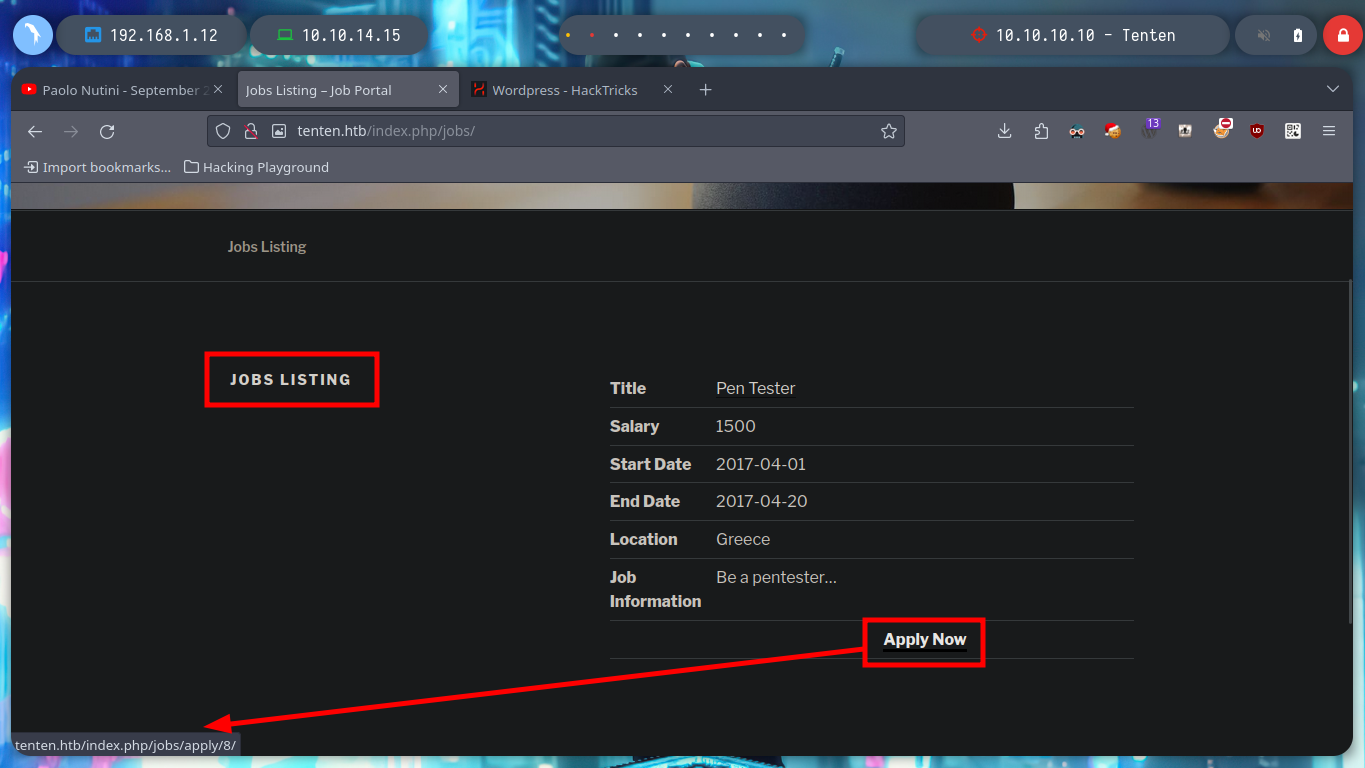 192.168.1.12
10.10.14.15
10.10.10.10 - Tenten
Paolo Nutini - September 2
Jobs Listing – Job Portal
Wordpress - HackTricks
tenten.htb/index.php/jobs/
13
Import bookmarks...
Hacking Playground
Jobs Listing
JOBS LISTING
Title Pen Tester
Salary 1500
Start Date 2017-04-01
End Date 2017-04-20
Location Greece
Job Be a pentester...
Information
Apply Now
tenten.htb/index.php/jobs/apply/8/